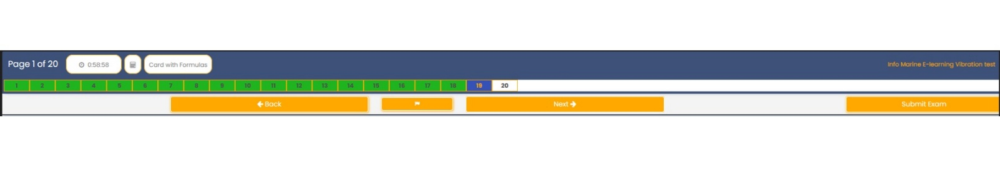 Page 1 of 20 0:58:58 Card with Formulas Info Marine E-learning Vibration test
1 2 3 4 5 6 7 8 9 10 11 12 13 14 15 16 17 18 19 20
Back Next Submit Exam